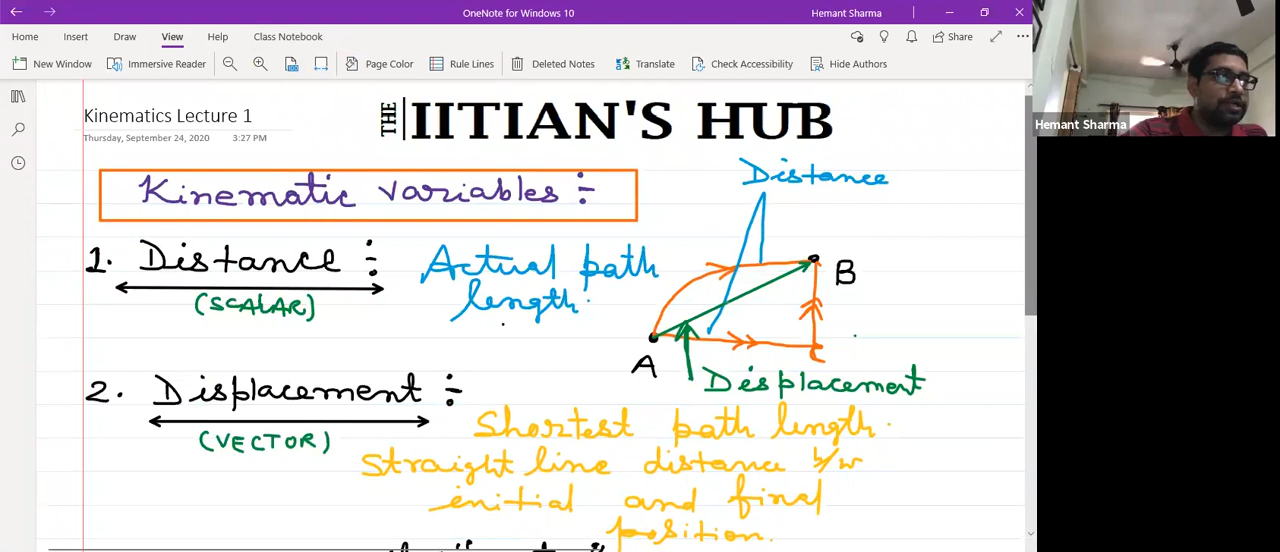 OneNote for Windows 10
Hemant Sharma
Home Insert Draw View Help Class Notebook
Share
New Window Immersive Reader Page Color Rule Lines Deleted Notes Translate Check Accessibility Hide Authors
Hemant Sharma
Kinematics Lecture 1
Thursday, September 24, 2020 3:27 PM
THE IITIAN'S HUB
Kinematic variables :-
Distance
1. Distance :-
(SCALAR)
Actual path
length.
A
B
C
Displacement
2. Displacement :-
(VECTOR)
Shortest path length.
Straight line distance b/w
initial and final
position.